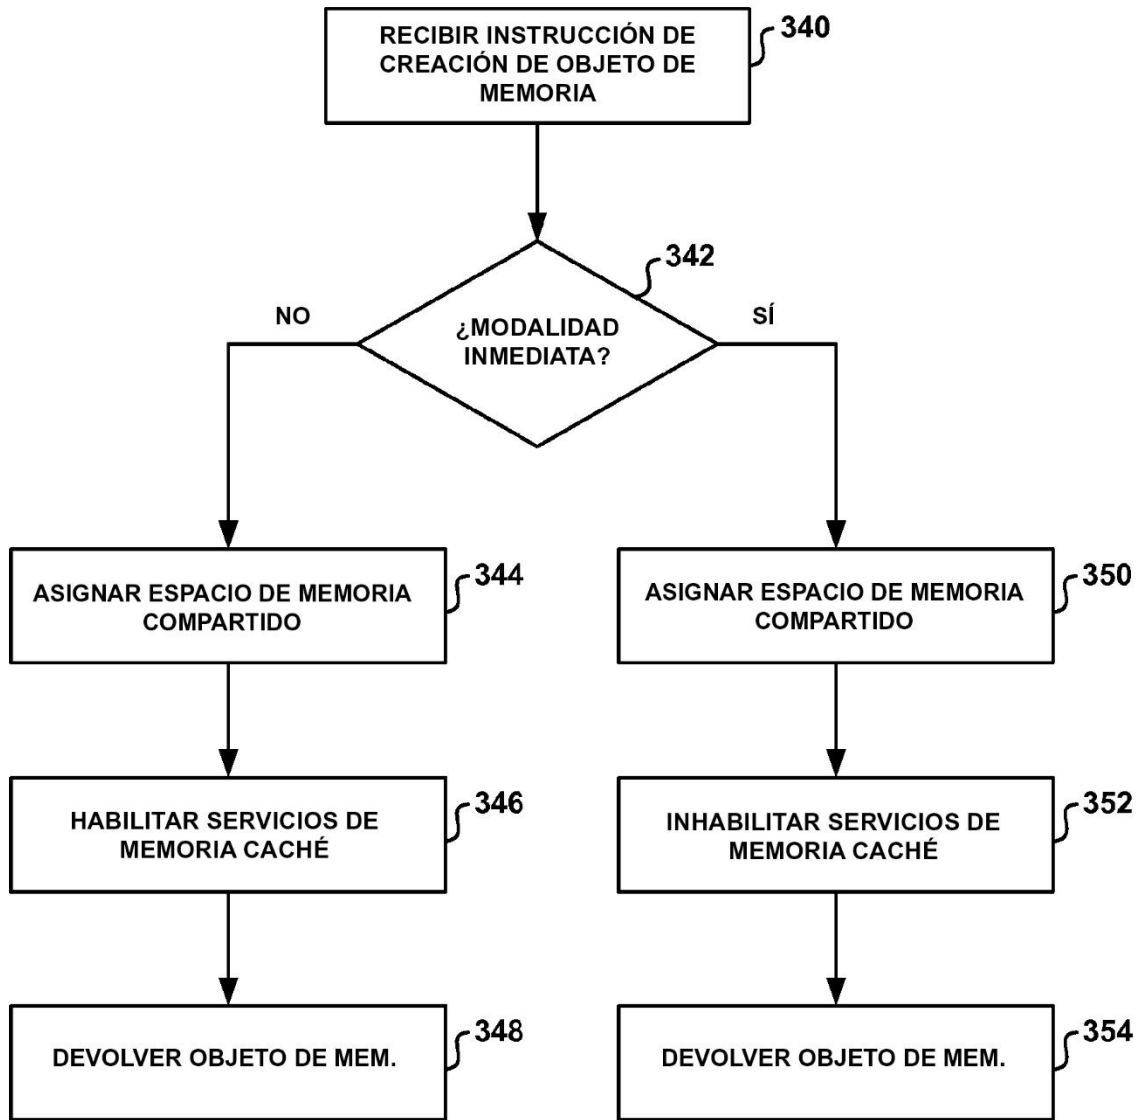 RECIBIR INSTRUCCIÓN DE
CREACIÓN DE OBJETO DE
MEMORIA
340
342
NO
SÍ
¿MODALIDAD
INMEDIATA?
ASIGNAR ESPACIO DE MEMORIA
COMPARTIDO
344
ASIGNAR ESPACIO DE MEMORIA
COMPARTIDO
350
HABILITAR SERVICIOS DE
MEMORIA CACHÉ
346
INHABILITAR SERVICIOS DE
MEMORIA CACHÉ
352
DEVOLVER OBJETO DE MEM.
348
DEVOLVER OBJETO DE MEM.
354